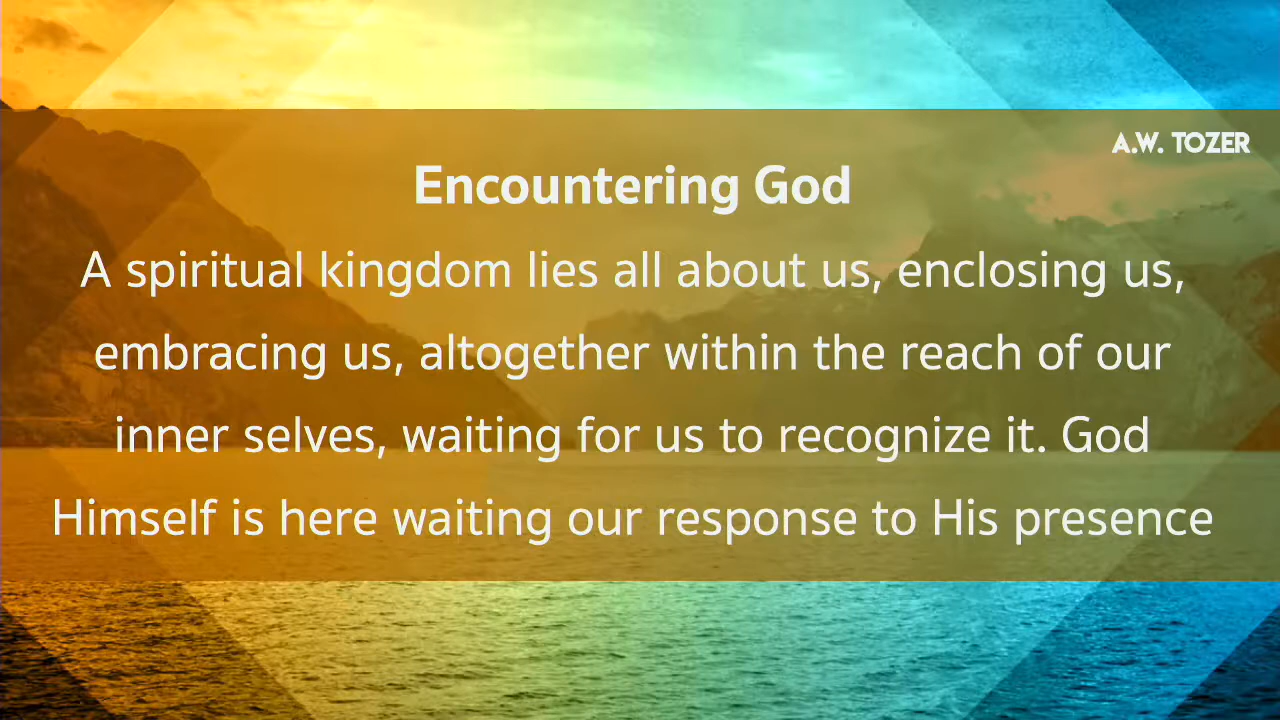 A.W. TOZER
Encountering God
A spiritual kingdom lies all about us, enclosing us,
embracing us, altogether within the reach of our
inner selves, waiting for us to recognize it. God
Himself is here waiting our response to His presence